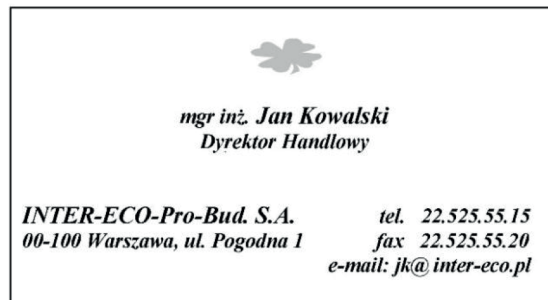 mgr inż. Jan Kowalski
Dyrektor Handlowy
INTER-ECO-Pro-Bud. S.A.
00-100 Warszawa, ul. Pogodna 1
tel. 22.525.55.15
fax 22.525.55.20
e-mail: jk@ inter-eco.pl